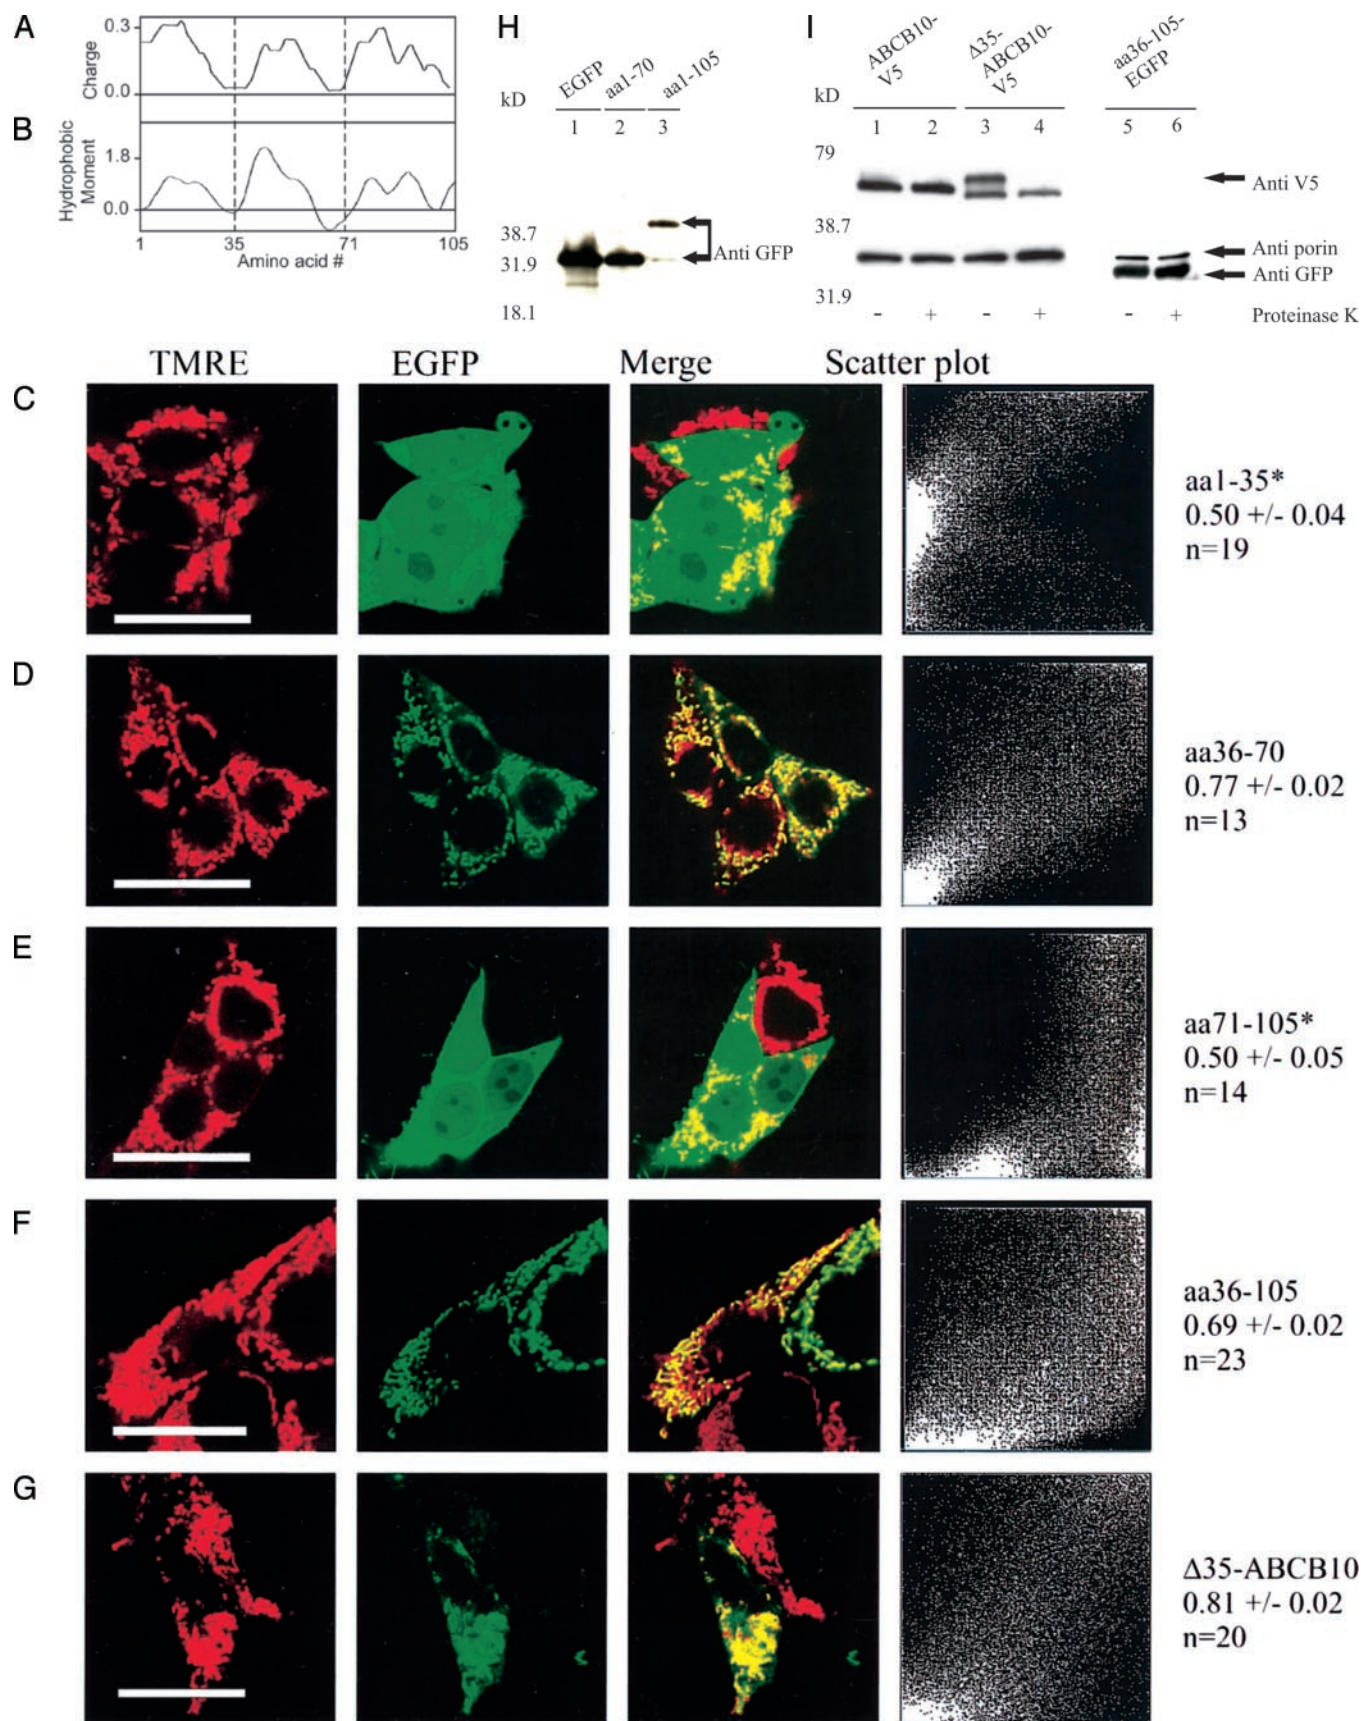 A
Charge
0.3
0.0
B
Hydrophobic
Moment
1.8
0.0
1 35 71 105
Amino acid #
H
kD
EGFP
aa1-70
aa1-105
1 2 3
38.7
31.9
18.1
Anti GFP
I
kD
ABCB10-
V5
Δ35-
ABCB10-
V5
aa36-105-
EGFP
1 2 3 4 5 6
79
38.7
31.9
Anti V5
Anti porin
Anti GFP
- + - + - + Proteinase K
TMRE EGFP Merge Scatter plot
C
aa1-35*
0.50 +/- 0.04
n=19
D
aa36-70
0.77 +/- 0.02
n=13
E
aa71-105*
0.50 +/- 0.05
n=14
F
aa36-105
0.69 +/- 0.02
n=23
G
Δ35-ABCB10
0.81 +/- 0.02
n=20